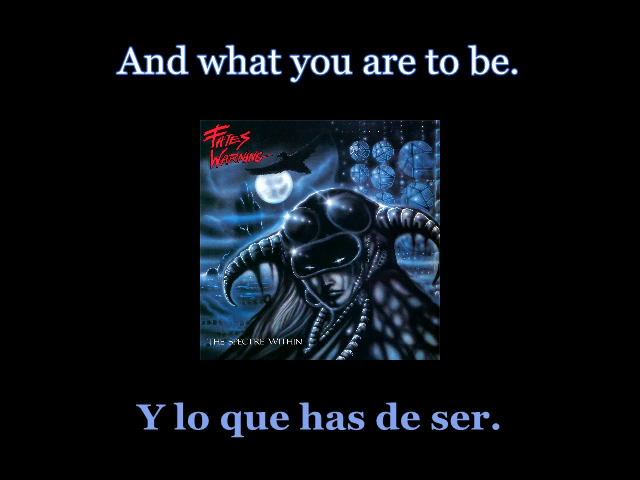 And what you are to be.
FATES
WARNING
THE SPECTRE WITHIN
Y lo que has de ser.